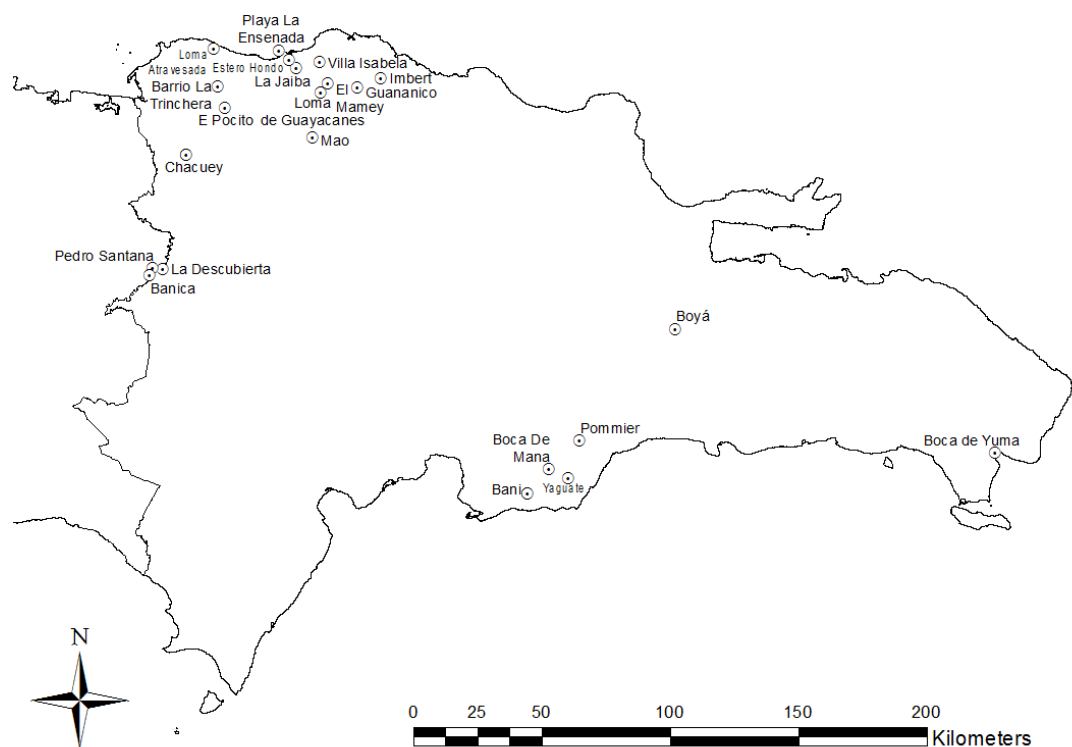 Playa La
Ensenada
Loma
Atravesada
Estero Hondo
Villa Isabela
La Jaiba
Imbert
Barrio La
Trinchera
El
Mamey
Guananico
Loma
E Pocito de Guayacanes
Mao
Chacuey
Pedro Santana
La Descubierta
Banica
Boyá
Pommier
Boca De
Mana
Boca de Yuma
Bani
Yaguate
N
0 25 50 100 150 200
Kilometers